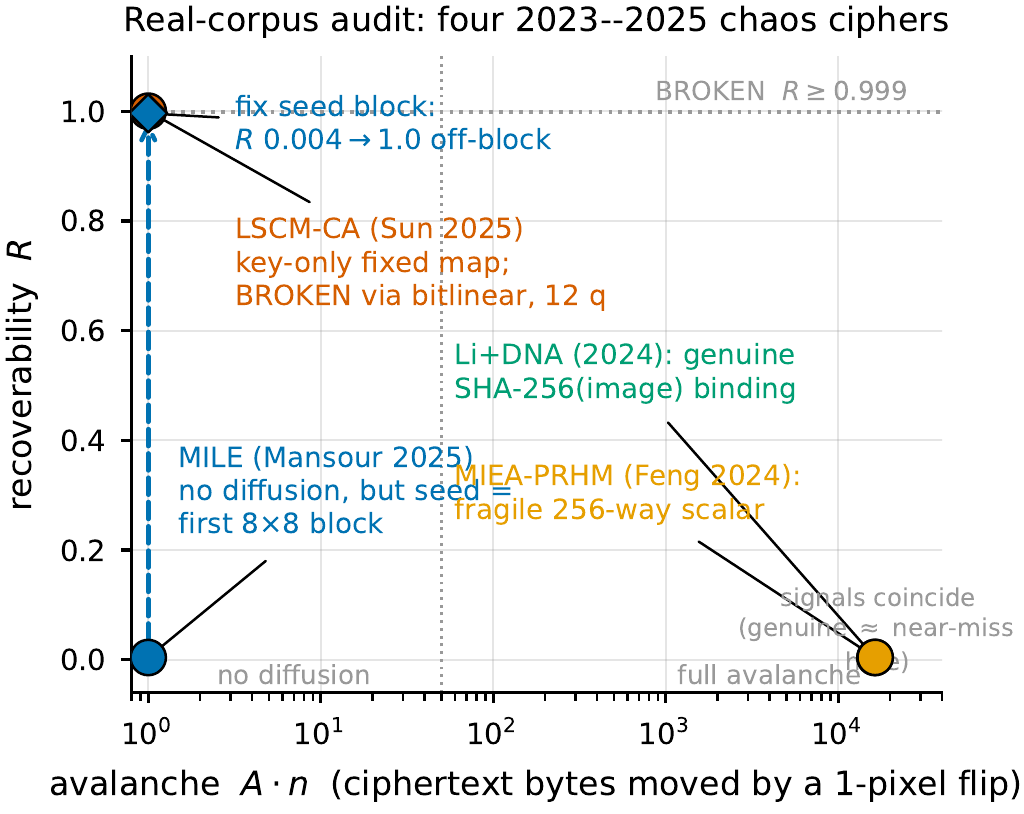 Real-corpus audit: four 2023--2025 chaos ciphers
BROKEN R ≥ 0.999
fix seed block:
R 0.004→1.0 off-block
LSCM-CA (Sun 2025)
key-only fixed map;
BROKEN via bitlinear, 12 q
Li+DNA (2024): genuine
SHA-256(image) binding
MILE (Mansour 2025)
no diffusion, but seed =
first 8×8 block
MIEA-PRHM (Feng 2024):
fragile 256-way scalar
signals coincide
(genuine ≈ near-miss
here)
no diffusion
full avalanche
recoverability R
1.0
0.8
0.6
0.4
0.2
0.0
10⁰
10¹
10²
10³
10⁴
avalanche A·n (ciphertext bytes moved by a 1-pixel flip)